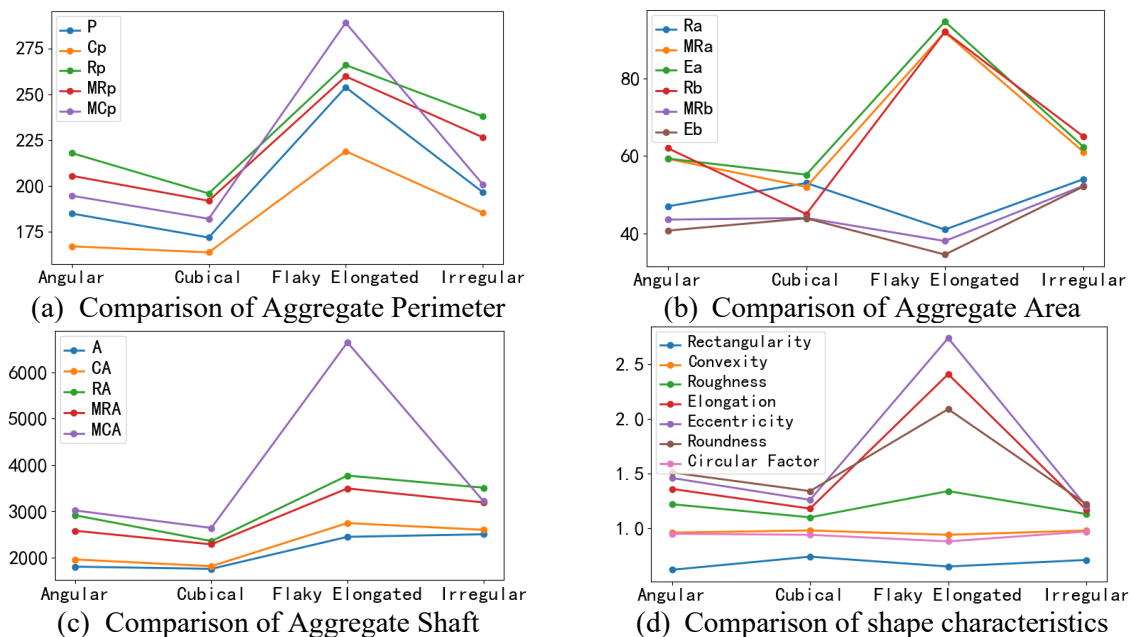 P
Cp
Rp
MRp
MCp
275
250
225
200
175
Angular Cubical Flaky Elongated Irregular
(a) Comparison of Aggregate Perimeter
Ra
MRa
Ea
Rb
MRb
Eb
80
60
40
Angular Cubical Flaky Elongated Irregular
(b) Comparison of Aggregate Area
A
CA
RA
MRA
MCA
6000
5000
4000
3000
2000
Angular Cubical Flaky Elongated Irregular
(c) Comparison of Aggregate Shaft
Rectangularity
Convexity
Roughness
Elongation
Eccentricity
Roundness
Circular Factor
2.5
2.0
1.5
1.0
Angular Cubical Flaky Elongated Irregular
(d) Comparison of shape characteristics